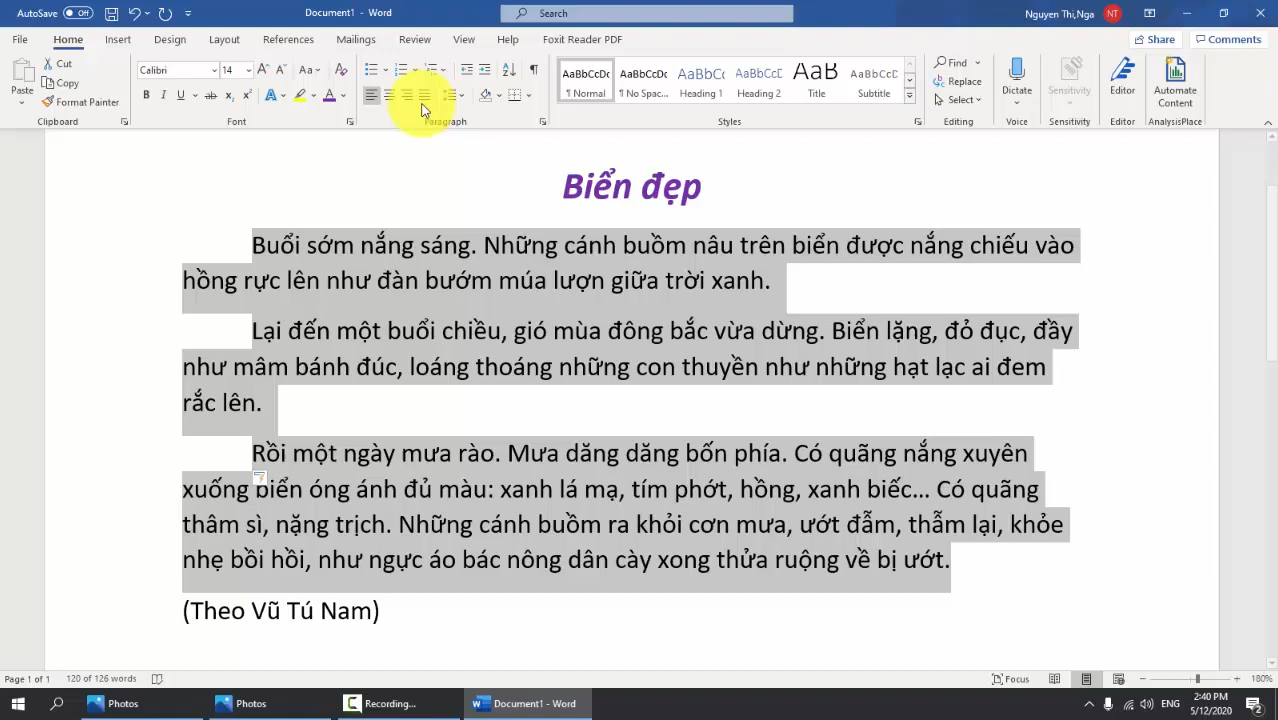 AutoSave Off Document1 - Word Search Nguyen Thi,Nga NT
File Home Insert Design Layout References Mailings Review View Help Foxit Reader PDF Share Comments
Paste Cut Copy Format Painter
Calibri 14 Aa
B I U ab x₂ x² A A
AaBbCcDc AaBbCcDc AaBbCc AaBbCcC AaB AaBbCcD
¶ Normal ¶ No Spac... Heading 1 Heading 2 Title Subtitle
Find Replace Select Dictate Sensitivity Editor Automate Content
Clipboard Font Paragraph Styles Editing Voice Sensitivity Editor AnalysisPlace
Biển đẹp
Buổi sớm nắng sáng. Những cánh buồm nâu trên biển được nắng chiếu vào
hồng rực lên như đàn bướm múa lượn giữa trời xanh.
Lại đến một buổi chiều, gió mùa đông bắc vừa dừng. Biển lặng, đỏ đục, đầy
như mâm bánh đúc, loáng thoáng những con thuyền như những hạt lạc ai đem
rắc lên.
Rồi một ngày mưa rào. Mưa dăng dăng bốn phía. Có quãng nắng xuyên
xuống biển óng ánh đủ màu: xanh lá mạ, tím phớt, hồng, xanh biếc... Có quãng
thâm sì, nặng trịch. Những cánh buồm ra khỏi cơn mưa, ướt đẫm, thẫm lại, khỏe
nhẹ bồi hồi, như ngực áo bác nông dân cày xong thửa ruộng về bị ướt.
(Theo Vũ Tú Nam)
Page 1 of 1 120 of 126 words Focus 180%
Photos Photos Recording... Document1 - Word ENG 2:40 PM
5/12/2020 2